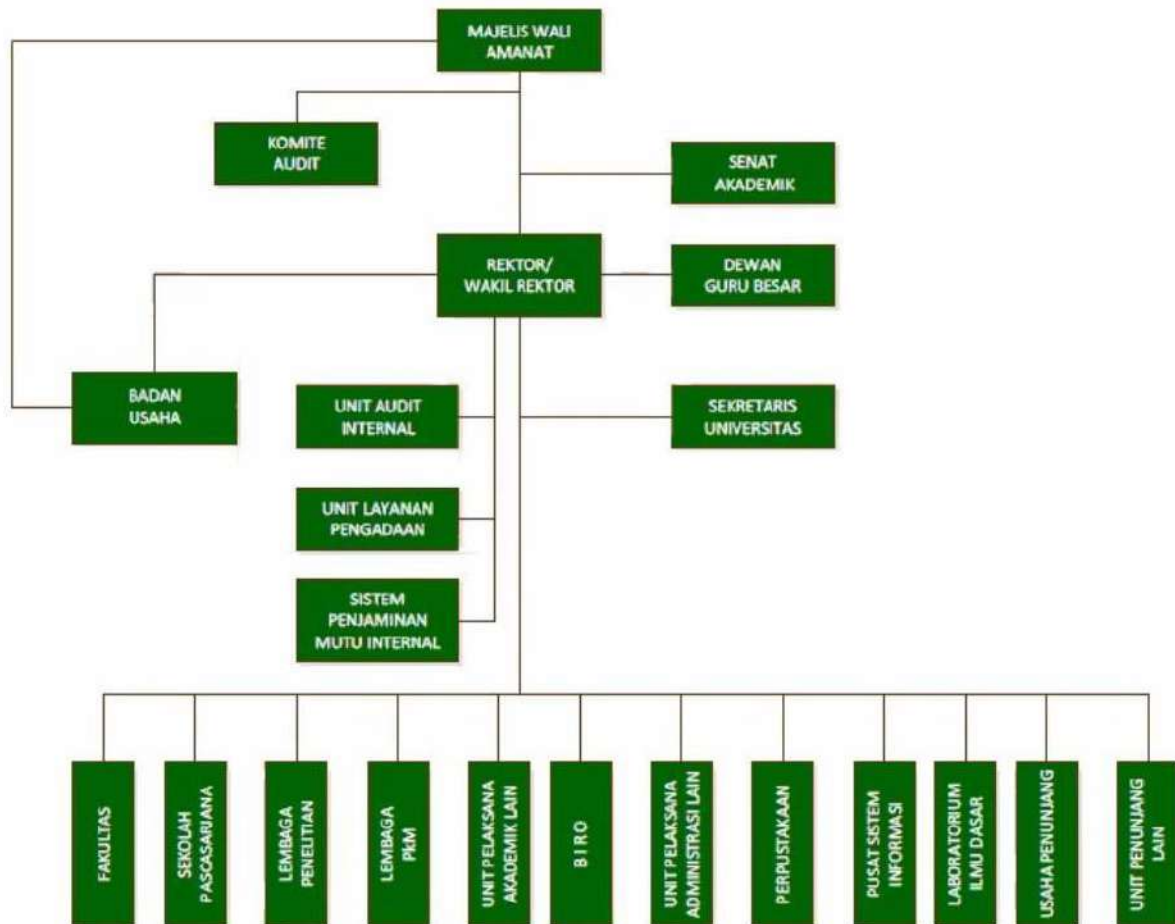 MAJELIS WALI
AMANAT
KOMITE
AUDIT
SENAT
AKADEMIK
REKTOR/
WAKIL REKTOR
DEWAN
GURU BESAR
BADAN
USAHA
UNIT AUDIT
INTERNAL
SEKRETARIS
UNIVERSITAS
UNIT LAYANAN
PENGADAAN
SISTEM
PENJAMINAN
MUTU INTERNAL
FAKULTAS
SEKOLAH
PASCASARIANA
LEMBAGA
PENELITIAN
LEMBAGA
PkM
UNIT PELAKSANA
AKADEMIK LAIN
B I R O
UNIT PELAKSANA
ADMINISTRASI LAIN
PERPUSTAKAAN
PUSAT SISTEM
INFORMASI
LABORATORIUM
ILMU DASAR
USAHA PENUNJANG
UNIT PENUNJANG
LAIN